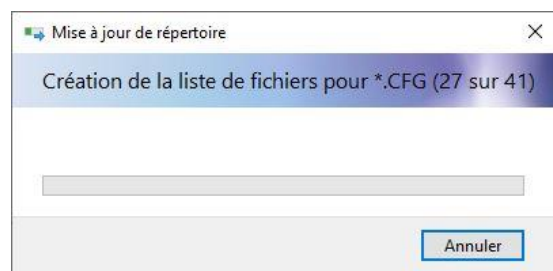 Mise à jour de répertoire
Création de la liste de fichiers pour *.CFG (27 sur 41)
Annuler